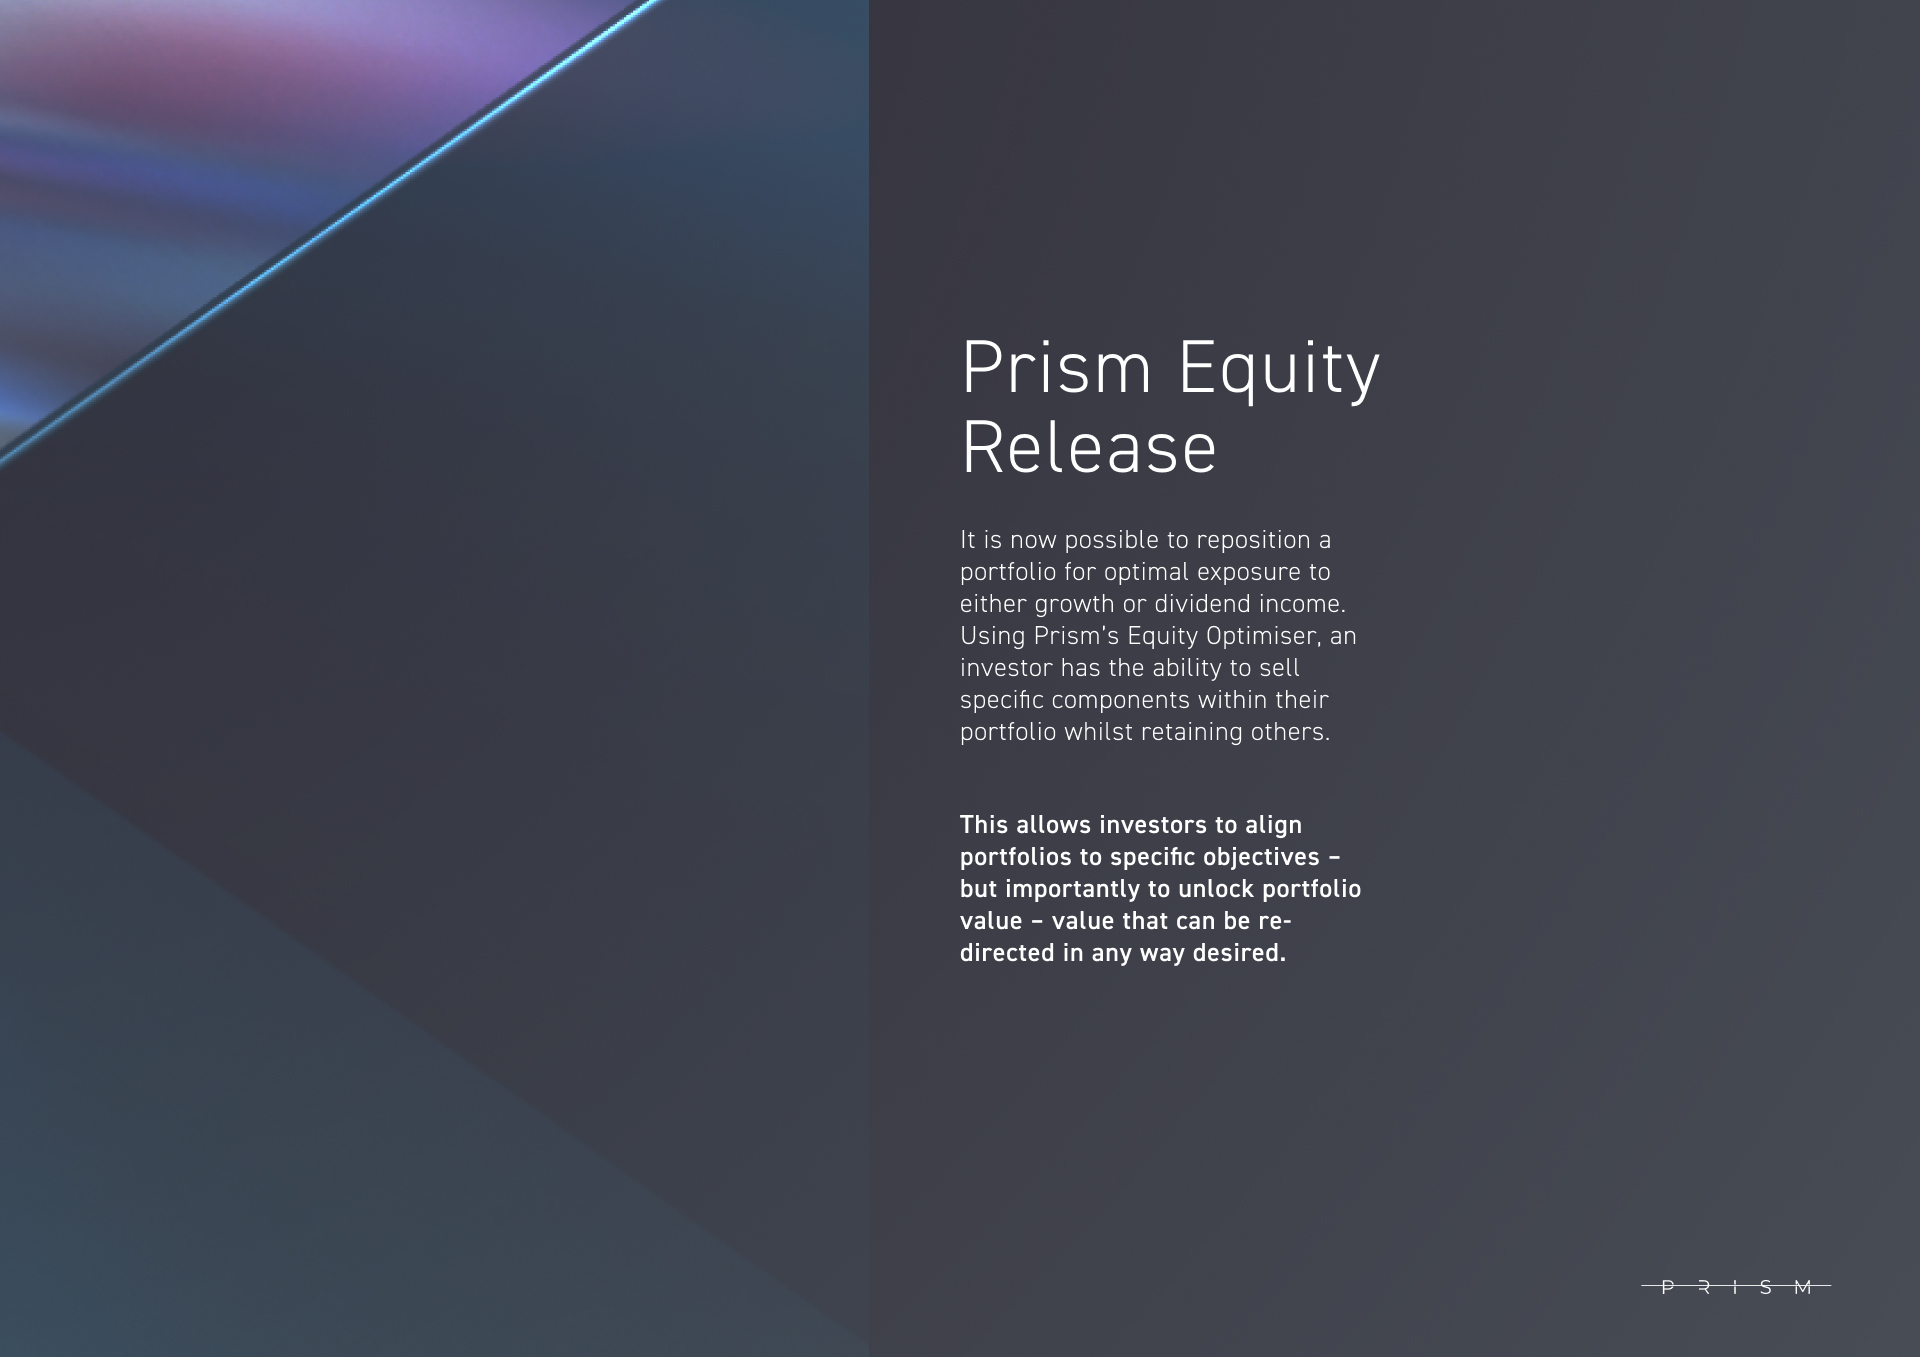 Prism Equity
Release
It is now possible to reposition a
portfolio for optimal exposure to
either growth or dividend income.
Using Prism’s Equity Optimiser, an
investor has the ability to sell
specific components within their
portfolio whilst retaining others.
This allows investors to align
portfolios to specific objectives –
but importantly to unlock portfolio
value – value that can be re-
directed in any way desired.
PRISM